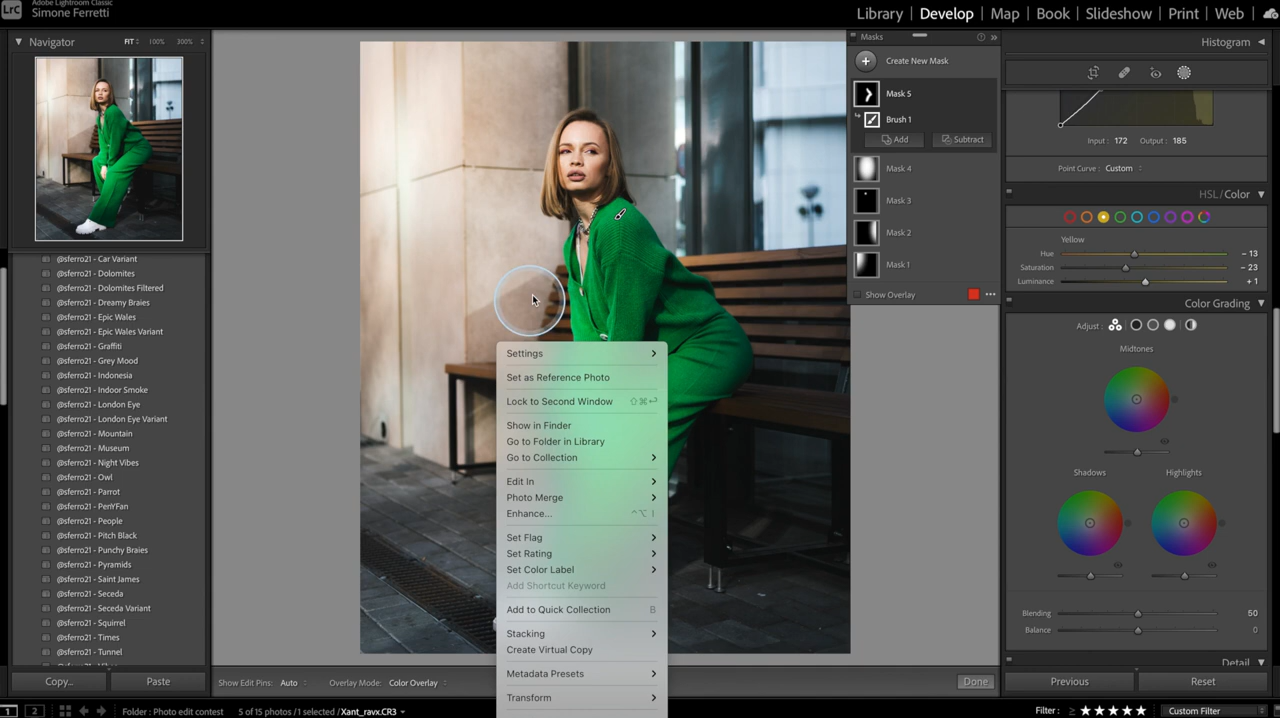 LrC
Adobe Lightroom Classic
Simone Ferretti
Library | Develop | Map | Book | Slideshow | Print | Web
Navigator
FIT
100%
300%
@sferro21 - Car Variant
@sferro21 - Dolomites
@sferro21 - Dolomites Filtered
@sferro21 - Dreamy Braies
@sferro21 - Epic Wales
@sferro21 - Epic Wales Variant
@sferro21 - Graffiti
@sferro21 - Grey Mood
@sferro21 - Indonesia
@sferro21 - Indoor Smoke
@sferro21 - London Eye
@sferro21 - London Eye Variant
@sferro21 - Mountain
@sferro21 - Museum
@sferro21 - Night Vibes
@sferro21 - Owl
@sferro21 - Parrot
@sferro21 - PenYFan
@sferro21 - People
@sferro21 - Pitch Black
@sferro21 - Punchy Braies
@sferro21 - Pyramids
@sferro21 - Saint James
@sferro21 - Seceda
@sferro21 - Seceda Variant
@sferro21 - Squirrel
@sferro21 - Times
@sferro21 - Tunnel
Copy...
Paste
Settings
Set as Reference Photo
Lock to Second Window ⇧⌘↩
Show in Finder
Go to Folder in Library
Go to Collection
Edit In
Photo Merge
Enhance... ^⌥ I
Set Flag
Set Rating
Set Color Label
Add Shortcut Keyword
Add to Quick Collection B
Stacking
Create Virtual Copy
Metadata Presets
Transform
Masks
Create New Mask
Mask 5
Brush 1
Add
Subtract
Mask 4
Mask 3
Mask 2
Mask 1
Show Overlay
Histogram
Input : 172 Output : 185
Point Curve : Custom
HSL/Color
Yellow
Hue - 13
Saturation - 23
Luminance + 1
Color Grading
Adjust :
Midtones
Shadows
Highlights
Blending 50
Balance 0
Detail
Previous
Reset
Show Edit Pins: Auto
Overlay Mode: Color Overlay
Done
1
2
Folder : Photo edit contest
5 of 15 photos / 1 selected / Xant_ravx.CR3
Filter : ≥ ★★★★★
Custom Filter